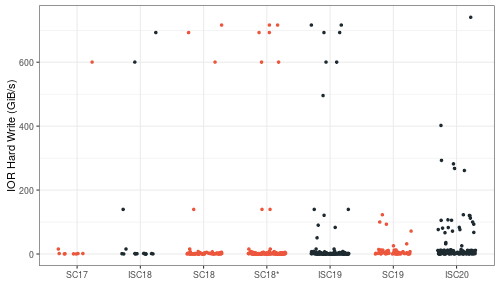 IOR Hard Write (GiB/s)
600
400
200
0
SC17
ISC18
SC18
SC18*
ISC19
SC19
ISC20